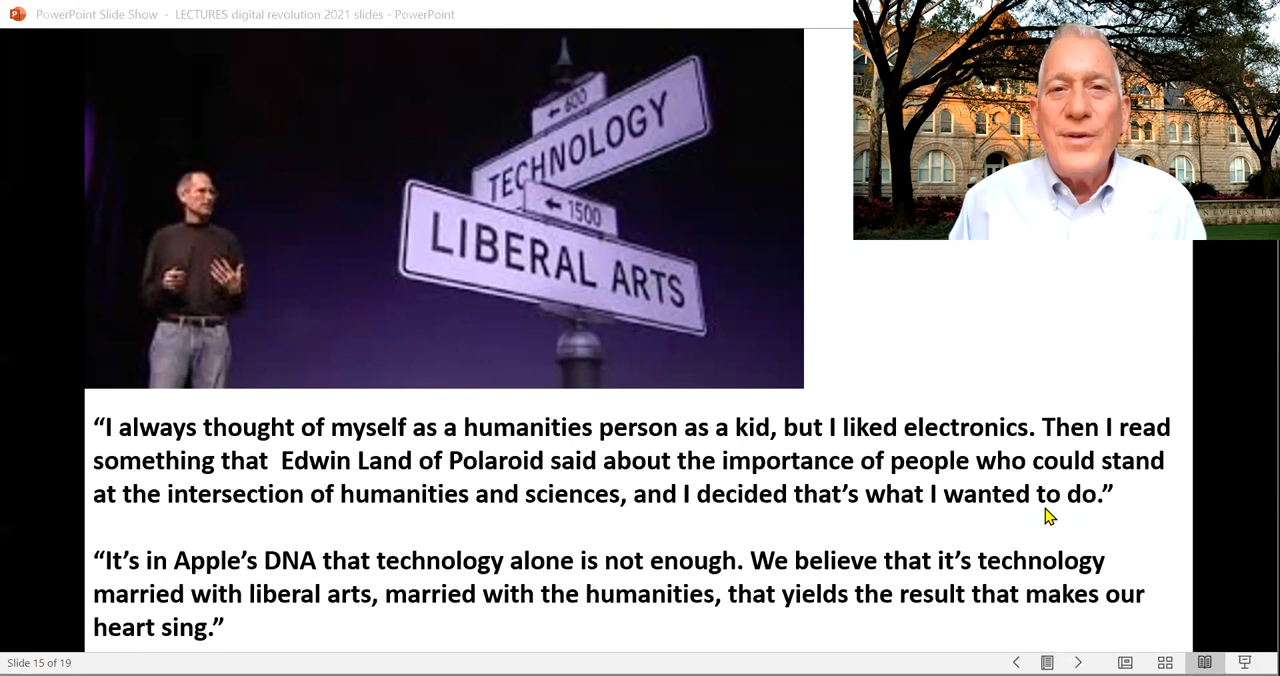 PowerPoint Slide Show - LECTURES digital revolution 2021 slides - PowerPoint
← 600
TECHNOLOGY
← 1500
LIBERAL ARTS
“I always thought of myself as a humanities person as a kid, but I liked electronics. Then I read
something that  Edwin Land of Polaroid said about the importance of people who could stand
at the intersection of humanities and sciences, and I decided that’s what I wanted to do.”
“It’s in Apple’s DNA that technology alone is not enough. We believe that it’s technology
married with liberal arts, married with the humanities, that yields the result that makes our
heart sing.”
Slide 15 of 19